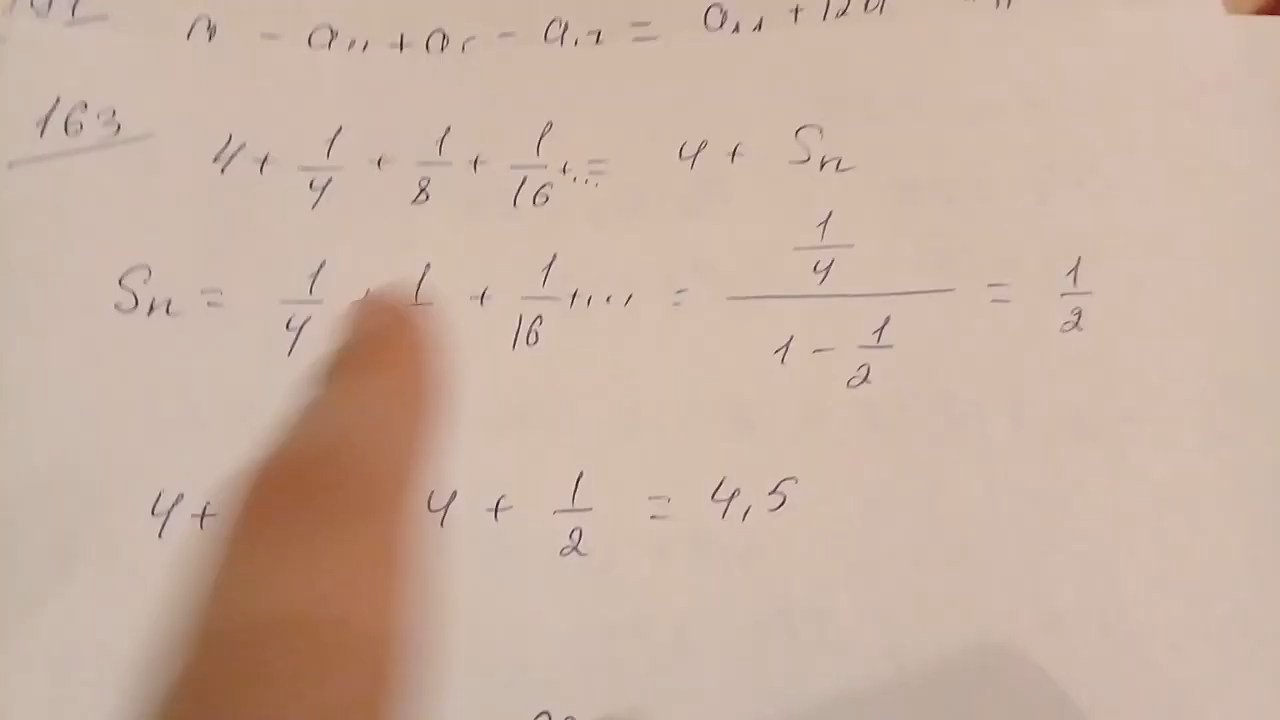 163
4 + 1/4 + 1/8 + 1/16 +... = 4 + Sn
Sn = 1/4 + 1 + 1/16 +.... = (1/4)/(1 - 1/2) = 1/2
4 + 4 + 1/2 = 4,5